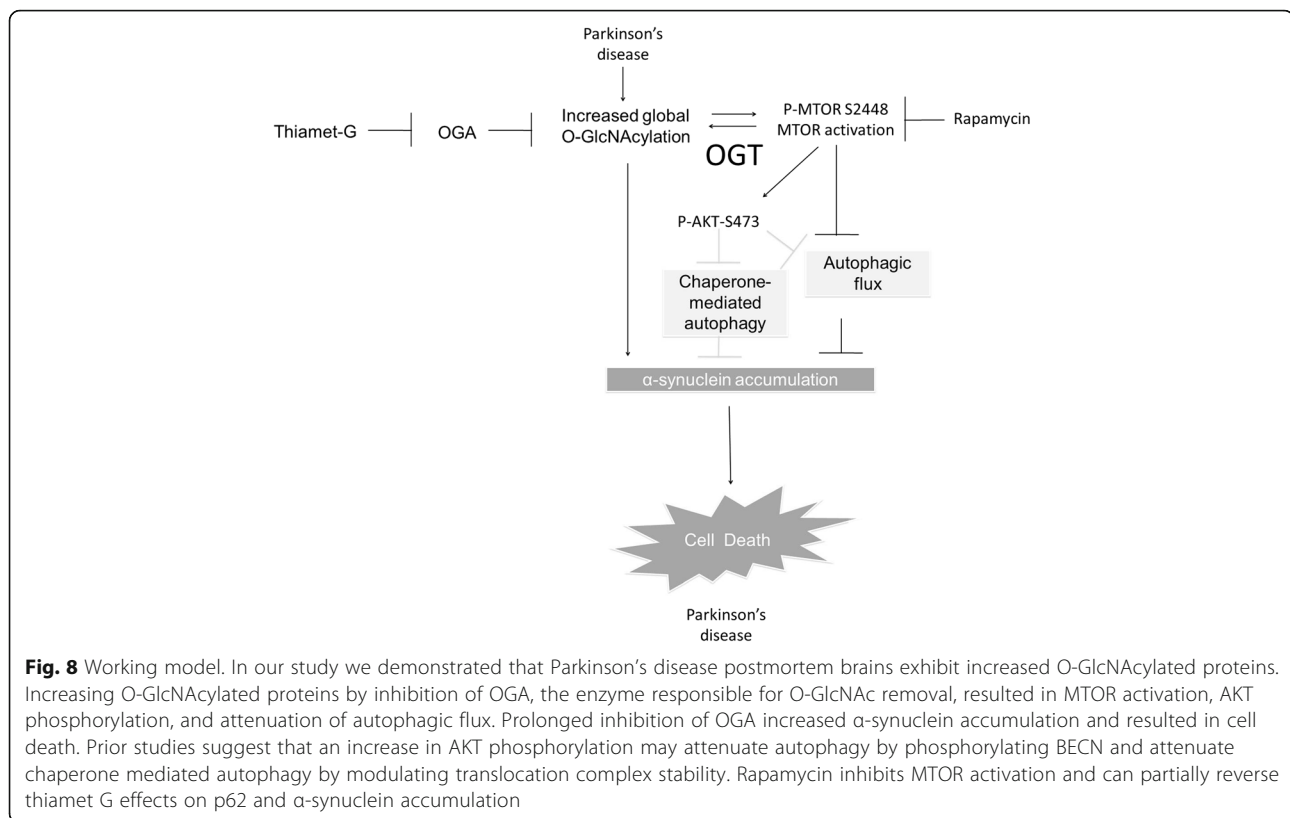 Parkinson's
disease
Thiamet-G
OGA
Increased global
O-GlcNAcylation
P-MTOR S2448
MTOR activation
Rapamycin
OGT
P-AKT-S473
Chaperone-
mediated
autophagy
Autophagic
flux
α-synuclein accumulation
Cell Death
Parkinson's
disease
Fig. 8 Working model. In our study we demonstrated that Parkinson's disease postmortem brains exhibit increased O-GlcNAcylated proteins.
Increasing O-GlcNAcylated proteins by inhibition of OGA, the enzyme responsible for O-GlcNAc removal, resulted in MTOR activation, AKT
phosphorylation, and attenuation of autophagic flux. Prolonged inhibition of OGA increased α-synuclein accumulation and resulted in cell
death. Prior studies suggest that an increase in AKT phosphorylation may attenuate autophagy by phosphorylating BECN and attenuate
chaperone mediated autophagy by modulating translocation complex stability. Rapamycin inhibits MTOR activation and can partially reverse
thiamet G effects on p62 and α-synuclein accumulation